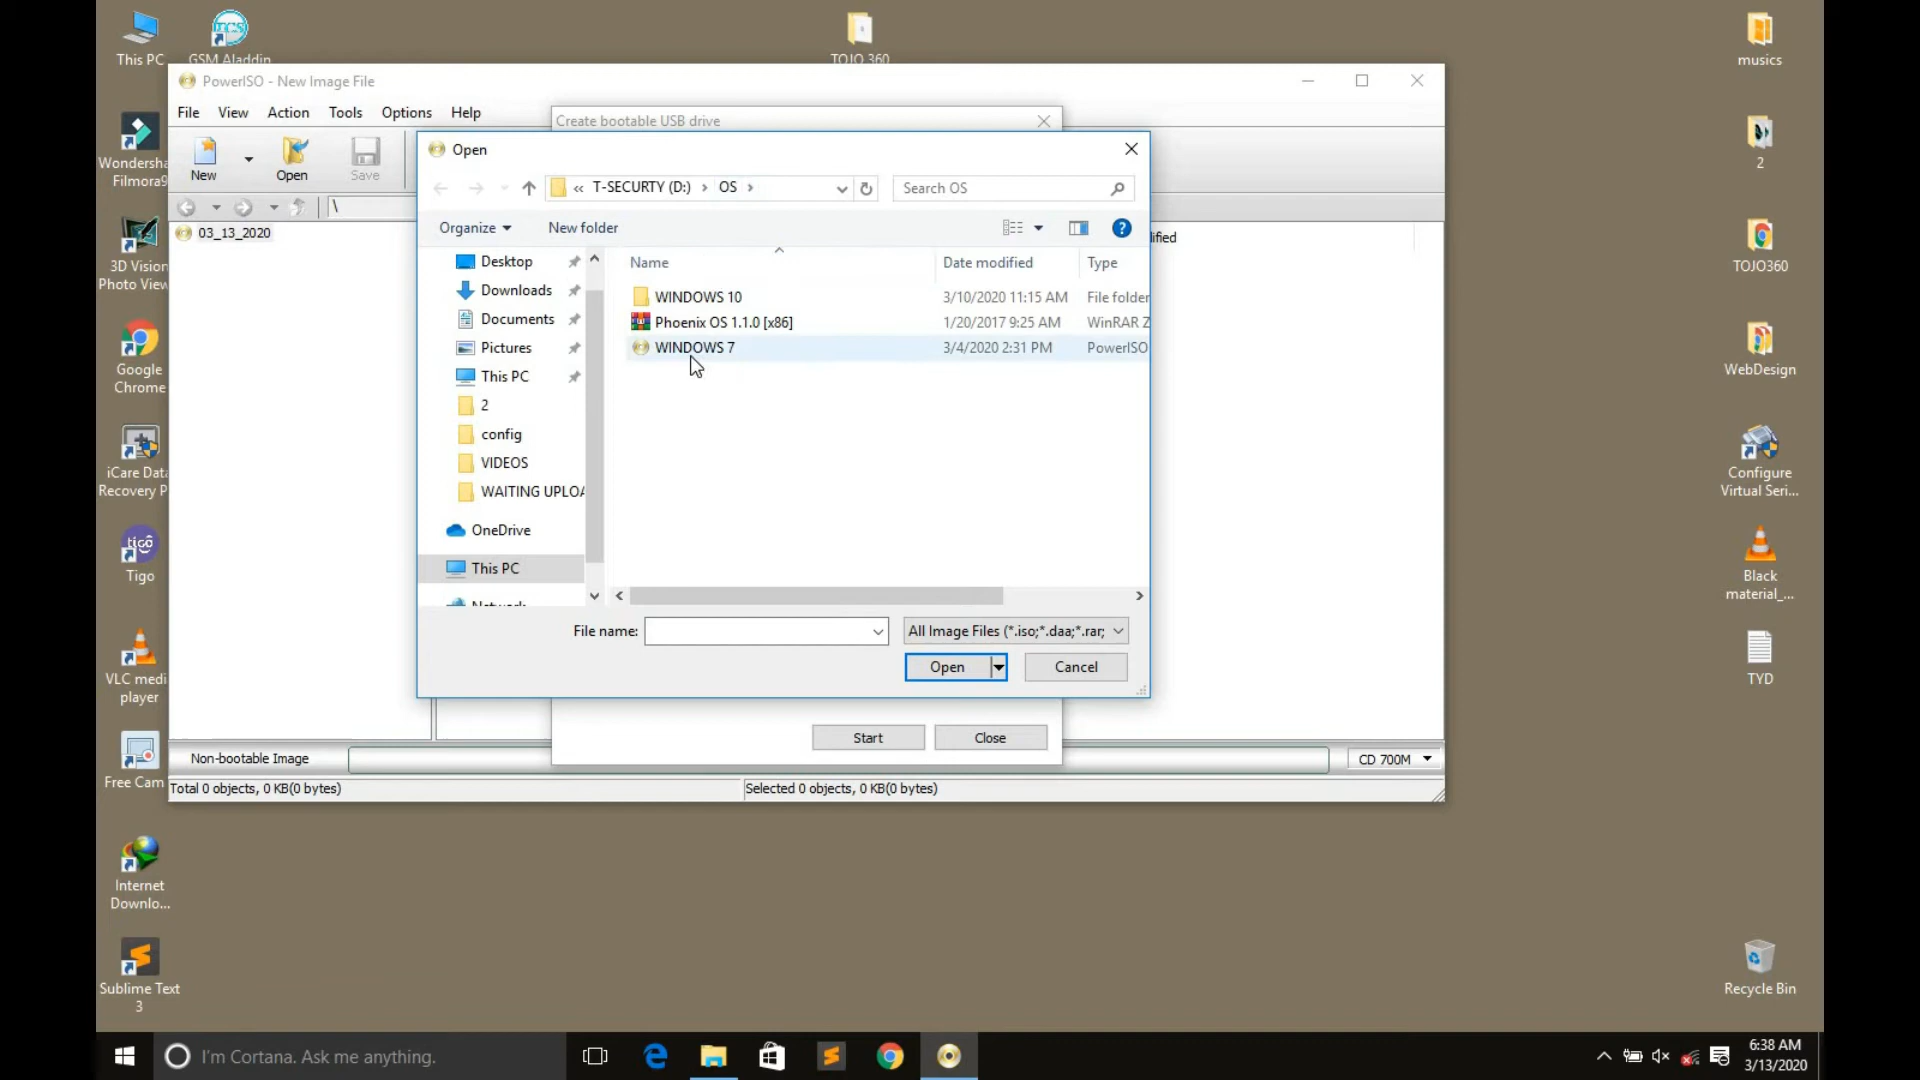 This PC
GSM Aladdin
TOJO 360
musics
PowerISO - New Image File
File View Action Tools Options Help
Create bootable USB drive
New
Open
Save
Open
« T-SECURTY (D:) › OS ›
Search OS
Organize
New folder
\
03_13_2020
ified
Name
Date modified
Type
Desktop
Downloads
Documents
Pictures
This PC
2
config
VIDEOS
WAITING UPLOA
OneDrive
This PC
Network
WINDOWS 10 3/10/2020 11:15 AM File folder
Phoenix OS 1.1.0 [x86] 1/20/2017 9:25 AM WinRAR Z
WINDOWS 7 3/4/2020 2:31 PM PowerISO
File name:
All Image Files (*.iso;*.daa;*.rar;
Open
Cancel
Start
Close
Non-bootable Image
CD 700M
Total 0 objects, 0 KB(0 bytes)
Selected 0 objects, 0 KB(0 bytes)
Wondersha
Filmora9
3D Vision
Photo View
Google
Chrome
iCare Data
Recovery P
tiGO
Tigo
VLC medi
player
Free Cam
Internet
Downlo...
Sublime Text
3
2
TOJO360
WebDesign
Configure
Virtual Seri...
Black
material_...
TYD
Recycle Bin
I'm Cortana. Ask me anything.
6:38 AM
3/13/2020